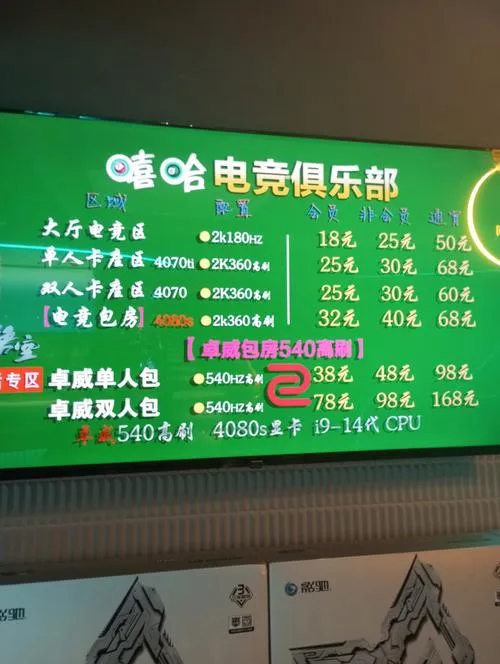 嘻哈电竞俱乐部
区域 配置 会员 非会员 通宵
大厅电竞区 2k180HZ 18元 25元 50元
单人卡座区 4070ti 2K360高刷 25元 30元 68元
双人卡座区 4070 2K360高刷 25元 30元 60元
【电竞包房】4080s 2k360高刷 32元 40元 68元
【卓威包房540高刷】
专区 卓威单人包 540HZ高刷 38元 48元 98元
卓威双人包 540HZ高刷 78元 98元 168元
卓威540高刷 4080s显卡 i9-14代 CPU